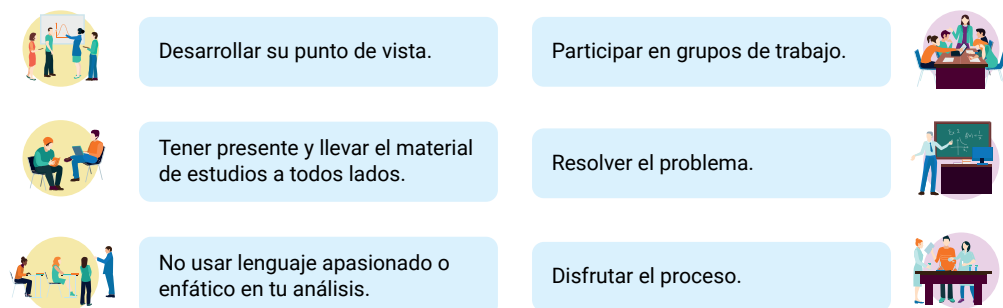 Desarrollar su punto de vista.
Participar en grupos de trabajo.
Tener presente y llevar el material
de estudios a todos lados.
Resolver el problema.
No usar lenguaje apasionado o
enfático en tu análisis.
Disfrutar el proceso.